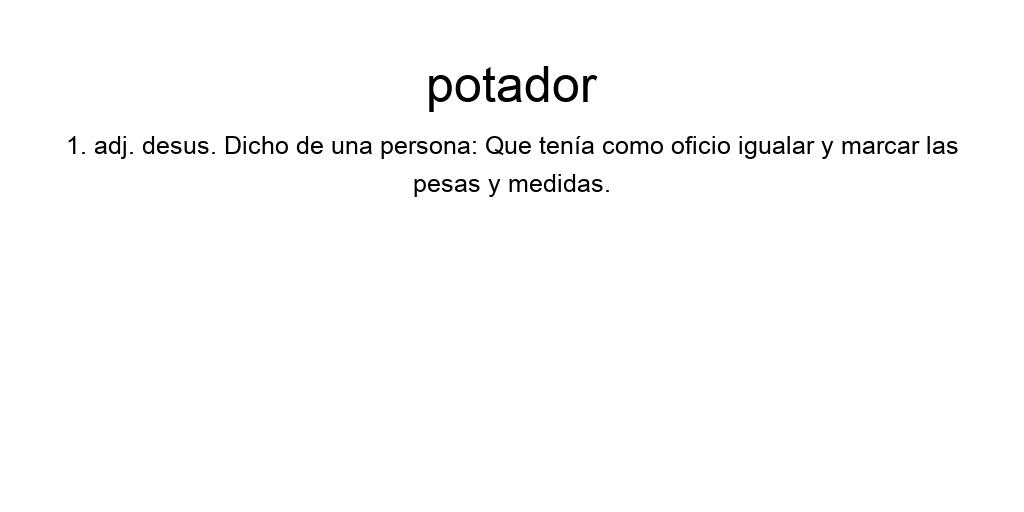 potador
1. adj. desus. Dicho de una persona: Que tenía como oficio igualar y marcar las
pesas y medidas.